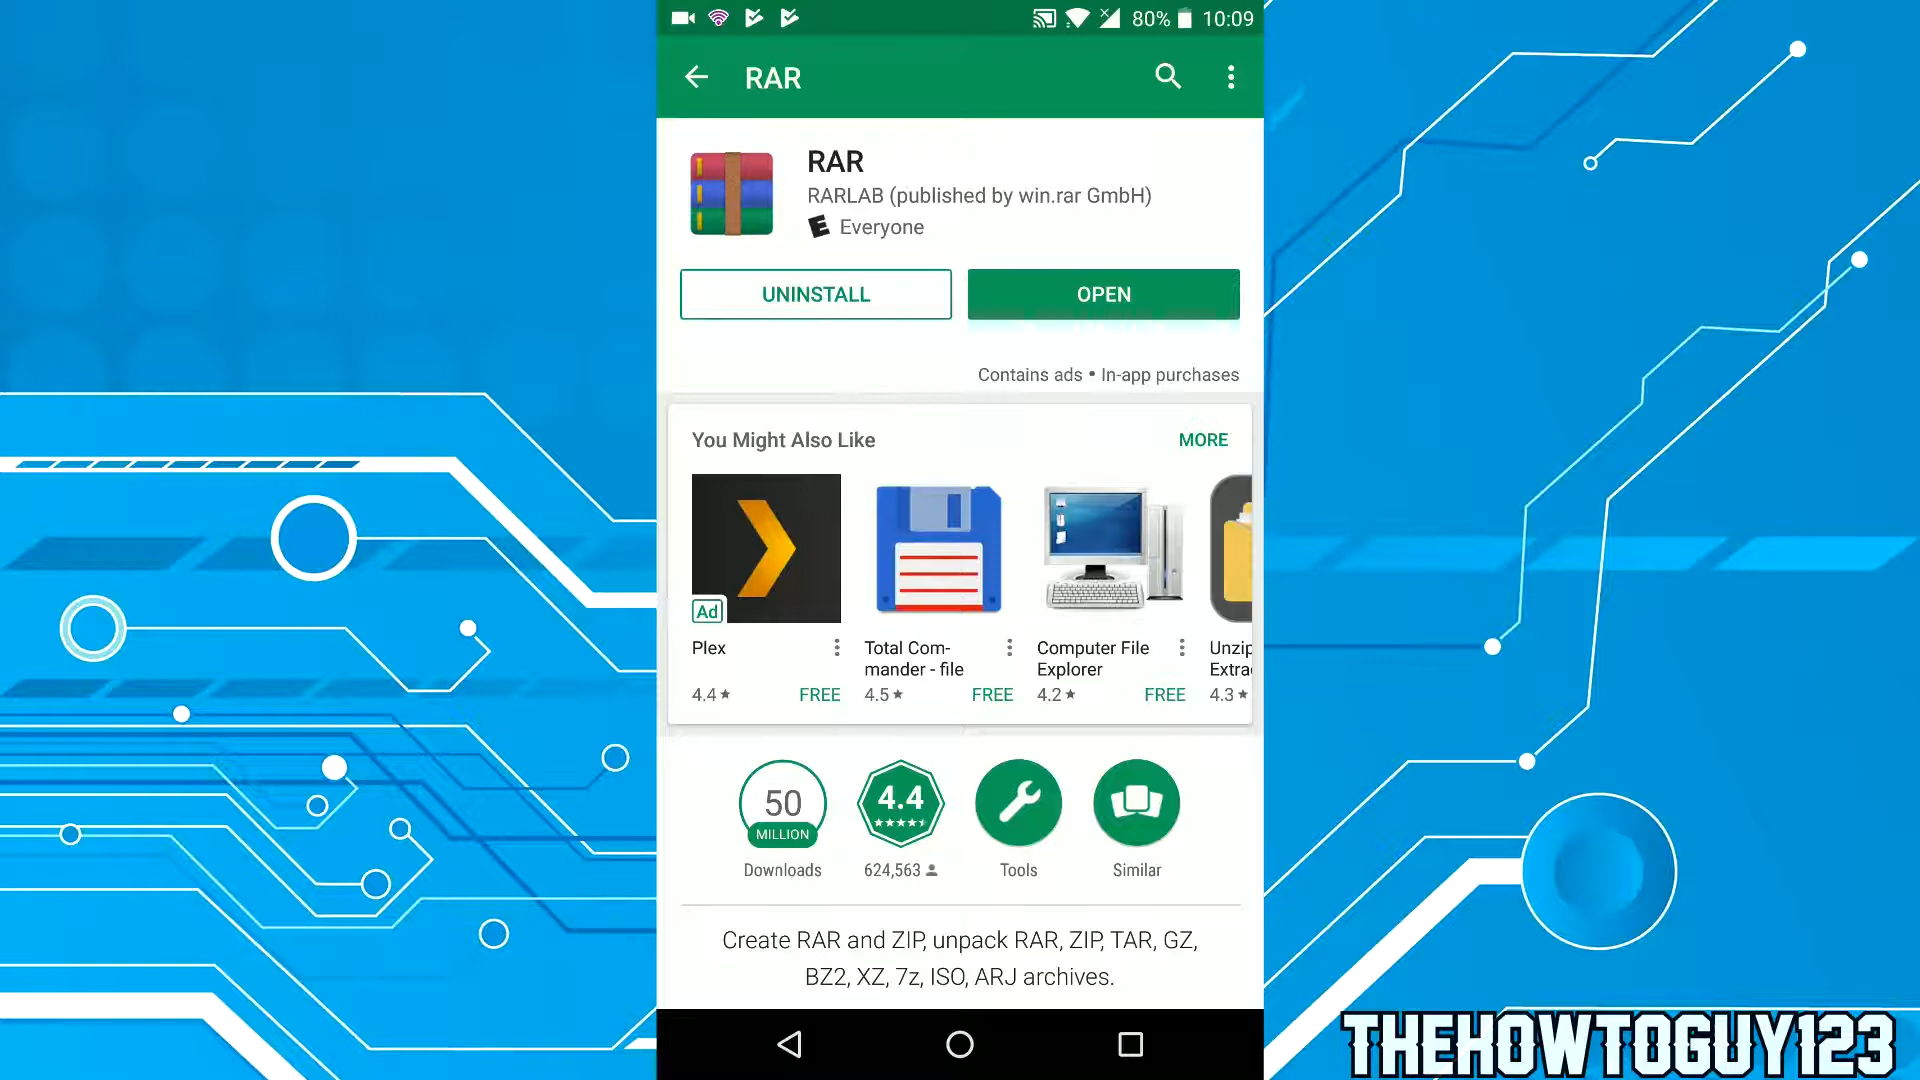 80% 10:09
RAR
RAR
RARLAB (published by win.rar GmbH)
E Everyone
UNINSTALL OPEN
Contains ads • In-app purchases
You Might Also Like MORE
Ad
Plex Total Com- Computer File Unzip
mander - file Explorer Extra
4.4★ FREE 4.5★ FREE 4.2★ FREE 4.3★
50 4.4
MILLION ★★★★★
Downloads 624,563 Tools Similar
Create RAR and ZIP, unpack RAR, ZIP, TAR, GZ,
BZ2, XZ, 7z, ISO, ARJ archives.
THEHOWTOGUY123